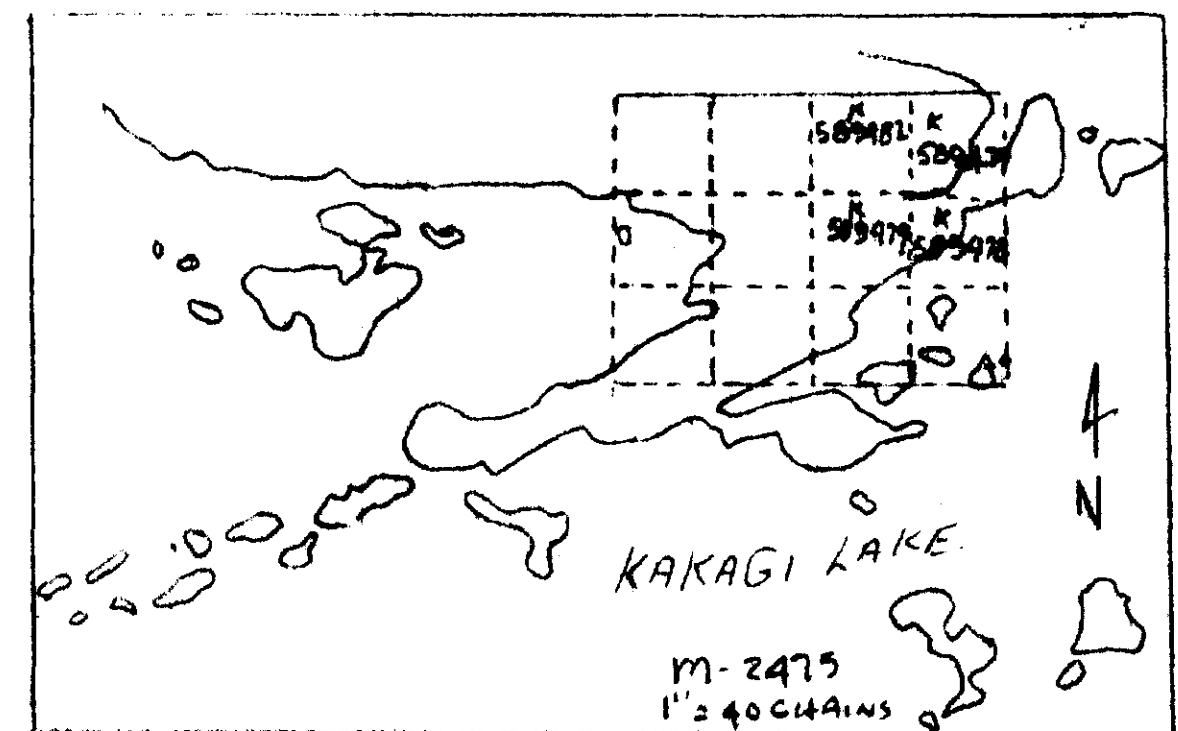 K
589482
K
K
589479
K
589478
N
KAKAGI LAKE.
M-2475
1" = 40 CHAINS